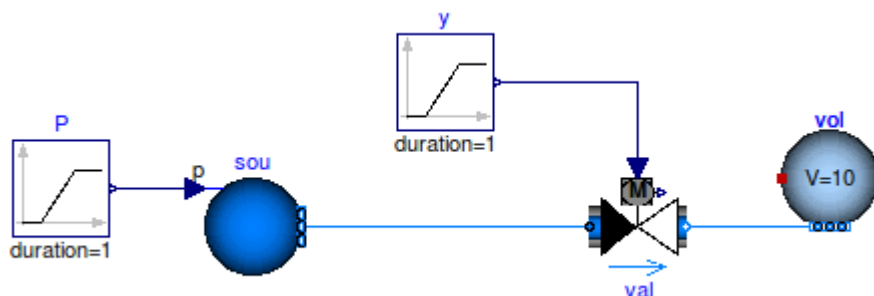 y
P
duration=1
vol
p
sou
duration=1
M
V=10
val